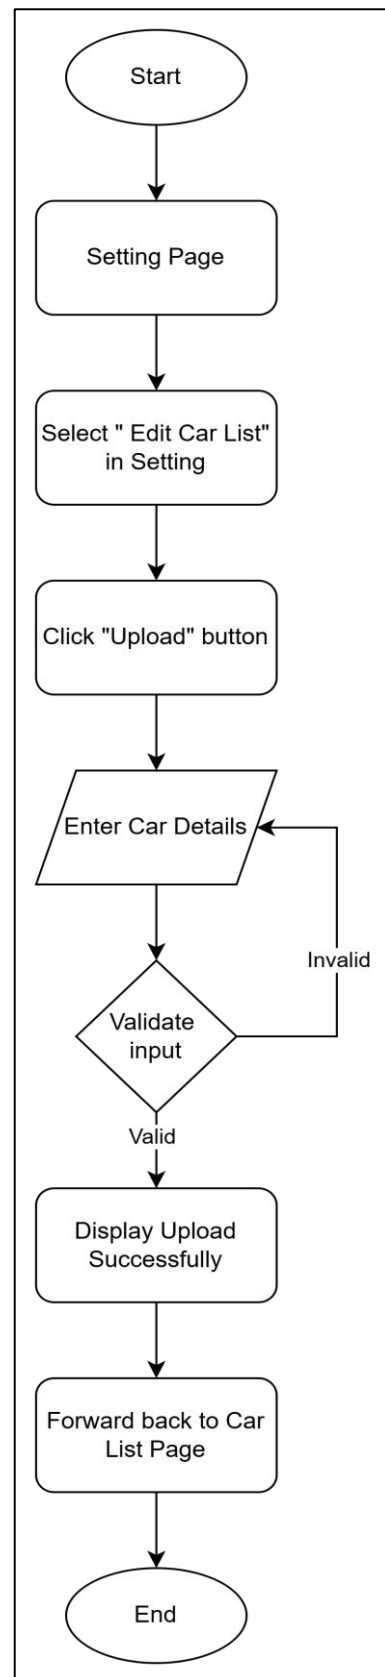 Start
Setting Page
Select " Edit Car List"
in Setting
Click "Upload" button
Enter Car Details
Invalid
Validate
input
Valid
Display Upload
Successfully
Forward back to Car
List Page
End